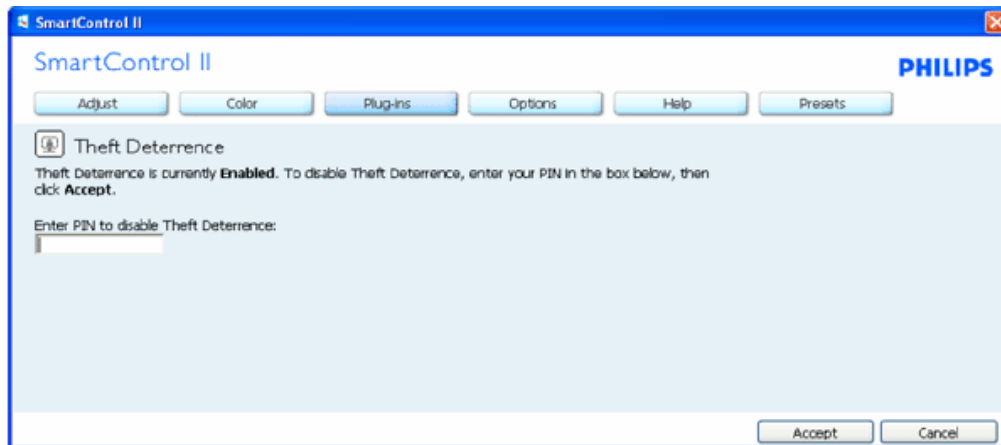 SmartControl II
SmartControl II
PHILIPS
Adjust Color Plug-ins Options Help Presets
Theft Deterrence
Theft Deterrence is currently Enabled. To disable Theft Deterrence, enter your PIN in the box below, then
click Accept.
Enter PIN to disable Theft Deterrence:
Accept Cancel